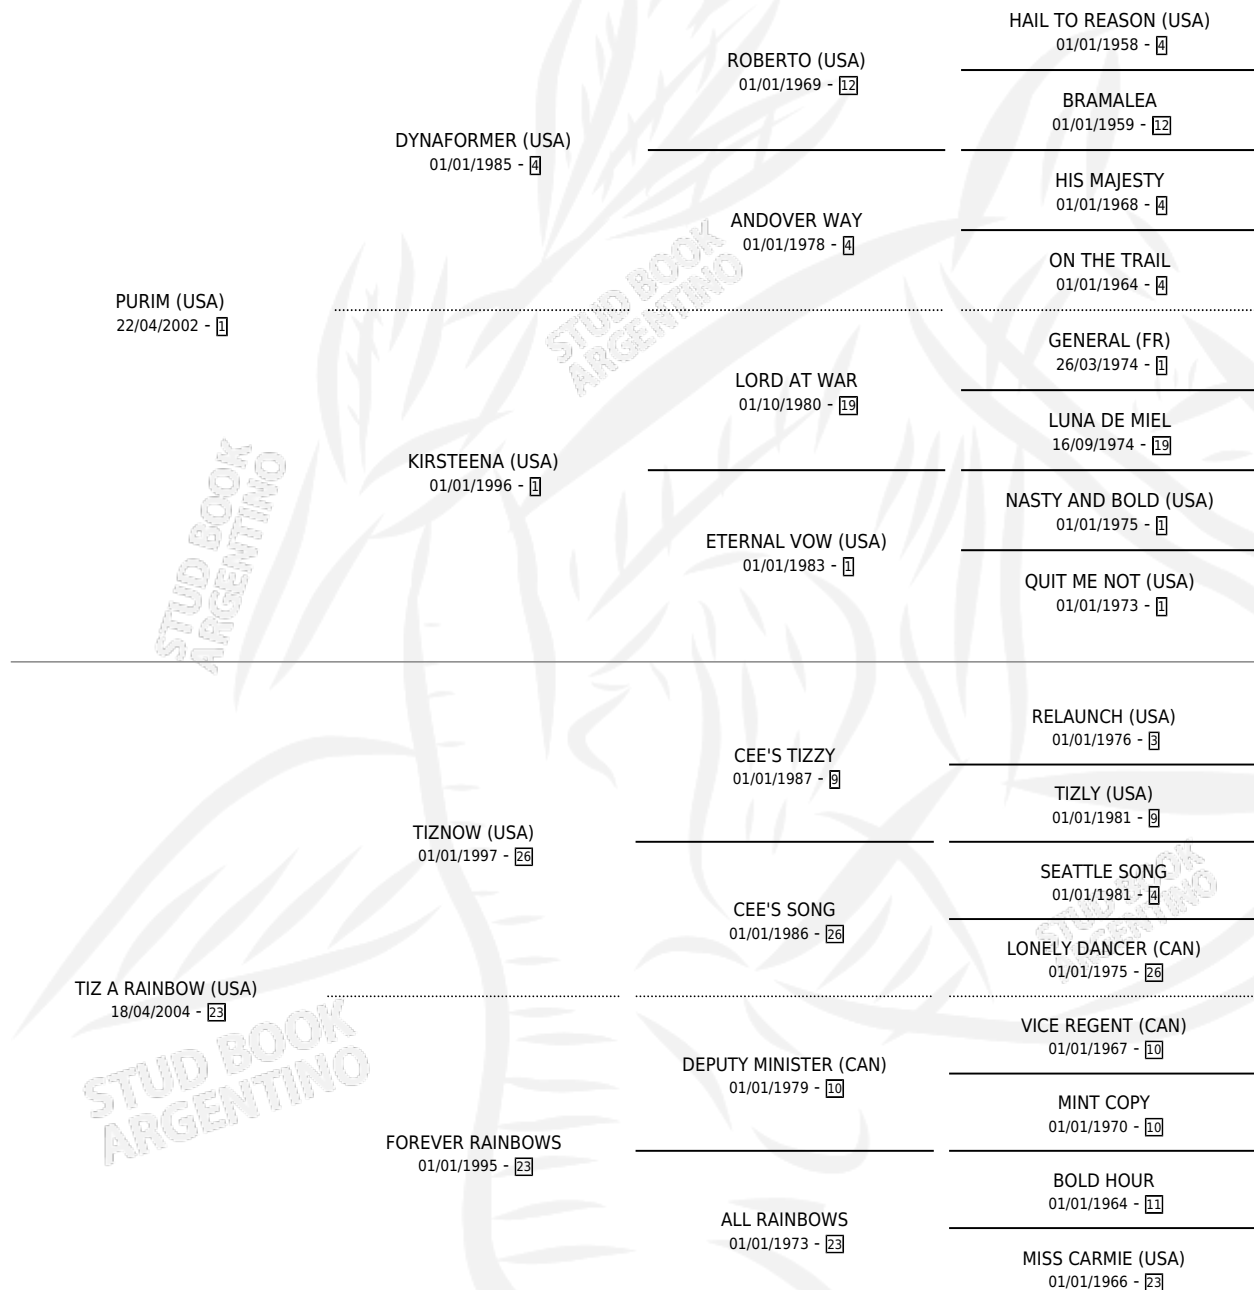 HAIL TO REASON (USA)
01/01/1958 - 4
ROBERTO (USA)
01/01/1969 - 12
BRAMALEA
01/01/1959 - 12
DYNAFORMER (USA)
01/01/1985 - 4
HIS MAJESTY
01/01/1968 - 4
ANDOVER WAY
01/01/1978 - 4
ON THE TRAIL
01/01/1964 - 4
PURIM (USA)
22/04/2002 - 1
GENERAL (FR)
26/03/1974 - 1
LORD AT WAR
01/10/1980 - 19
LUNA DE MIEL
16/09/1974 - 19
KIRSTEENA (USA)
01/01/1996 - 1
NASTY AND BOLD (USA)
01/01/1975 - 1
ETERNAL VOW (USA)
01/01/1983 - 1
QUIT ME NOT (USA)
01/01/1973 - 1
RELAUNCH (USA)
01/01/1976 - 3
CEE'S TIZZY
01/01/1987 - 9
TIZLY (USA)
01/01/1981 - 9
TIZNOW (USA)
01/01/1997 - 26
SEATTLE SONG
01/01/1981 - 4
CEE'S SONG
01/01/1986 - 26
LONELY DANCER (CAN)
01/01/1975 - 26
TIZ A RAINBOW (USA)
18/04/2004 - 23
VICE REGENT (CAN)
01/01/1967 - 10
DEPUTY MINISTER (CAN)
01/01/1979 - 10
MINT COPY
01/01/1970 - 10
FOREVER RAINBOWS
01/01/1995 - 23
BOLD HOUR
01/01/1964 - 11
ALL RAINBOWS
01/01/1973 - 23
MISS CARMIE (USA)
01/01/1966 - 23
STUD BOOK
ARGENTINO
STUD BOOK
ARGENTINO
STUD BOOK
ARGENTINO
STUD BOOK
ARGENTINO